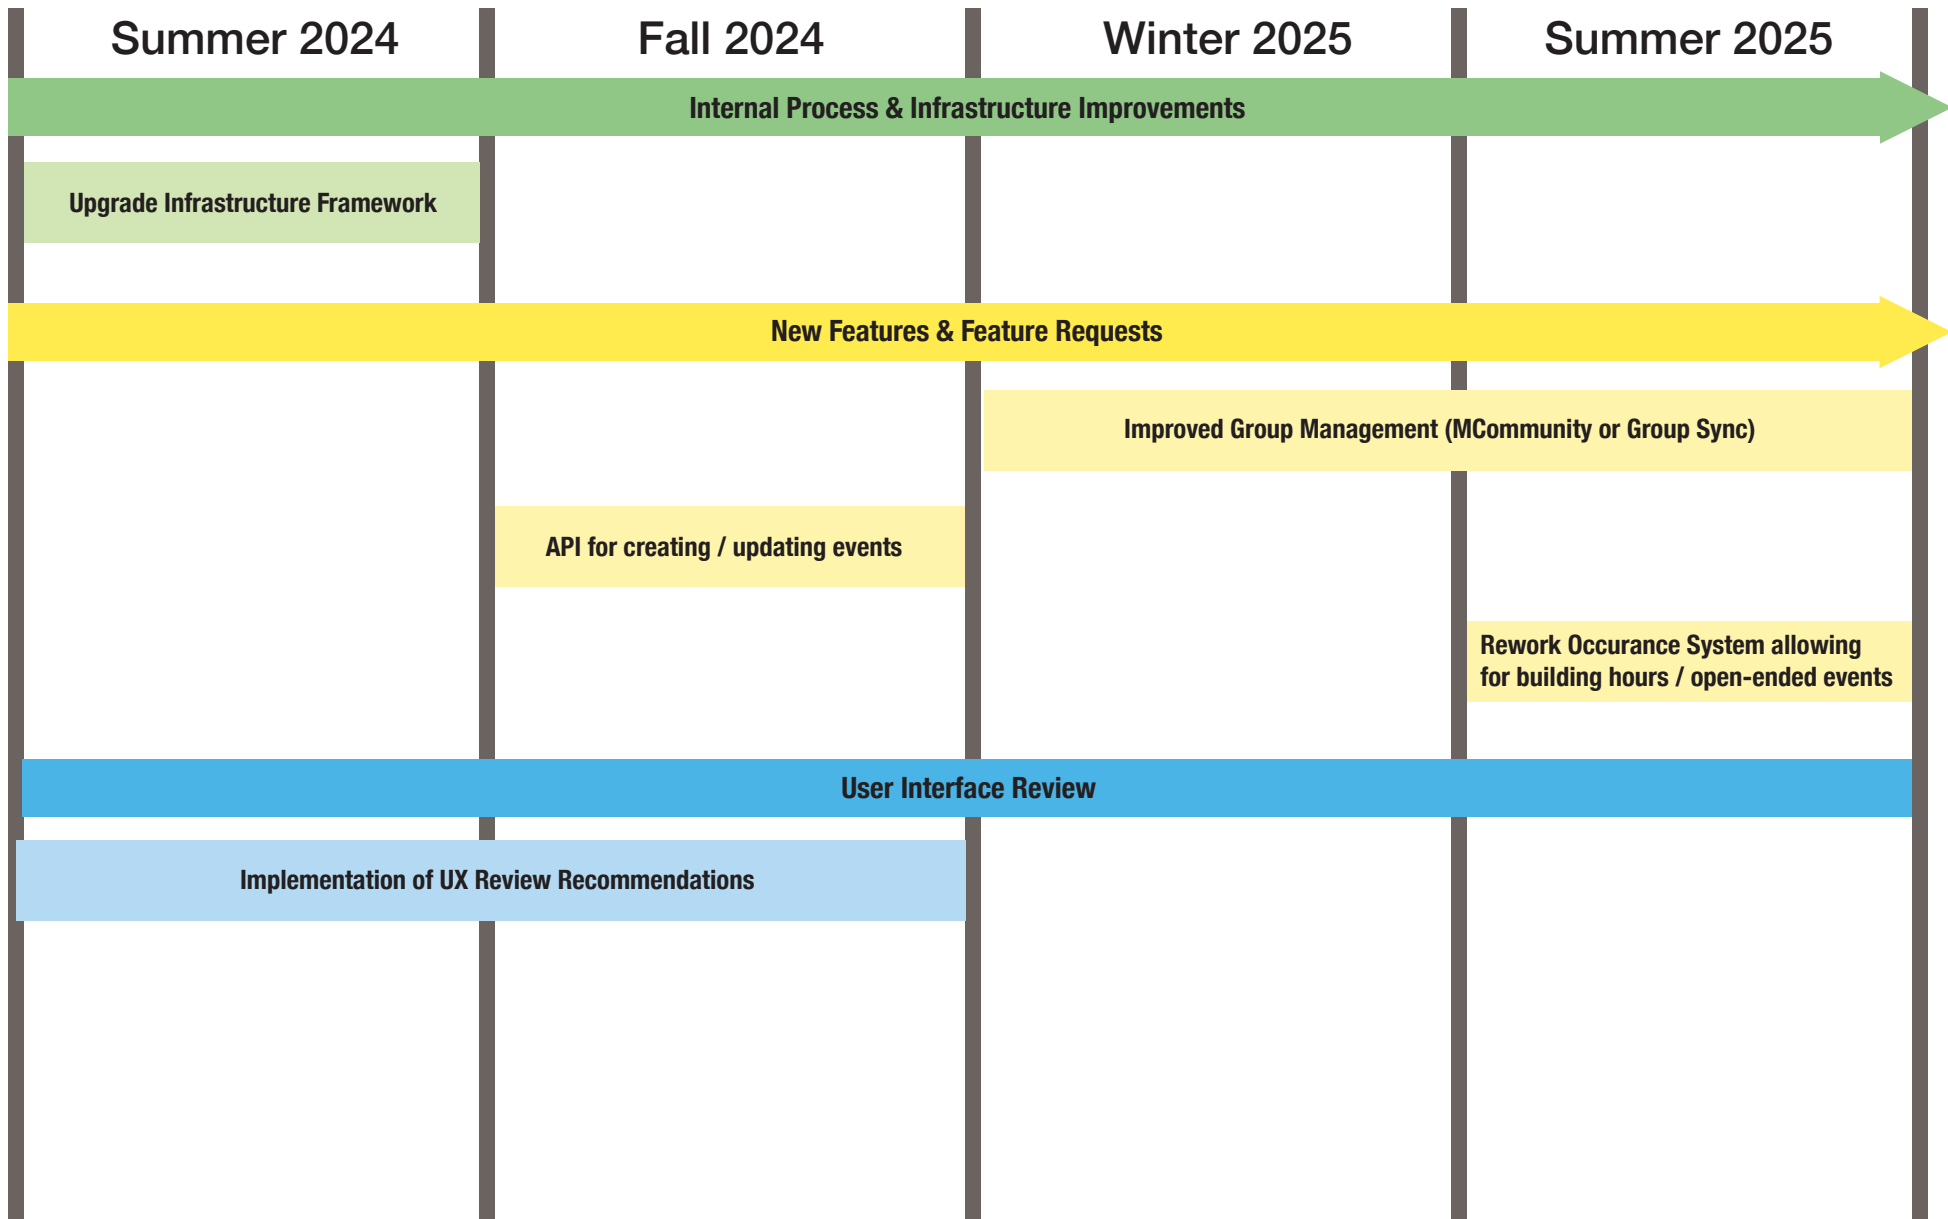 Summer 2024
Fall 2024
Winter 2025
Summer 2025
Internal Process & Infrastructure Improvements
Upgrade Infrastructure Framework
New Features & Feature Requests
Improved Group Management (MCommunity or Group Sync)
API for creating / updating events
Rework Occurance System allowing
for building hours / open-ended events
User Interface Review
Implementation of UX Review Recommendations